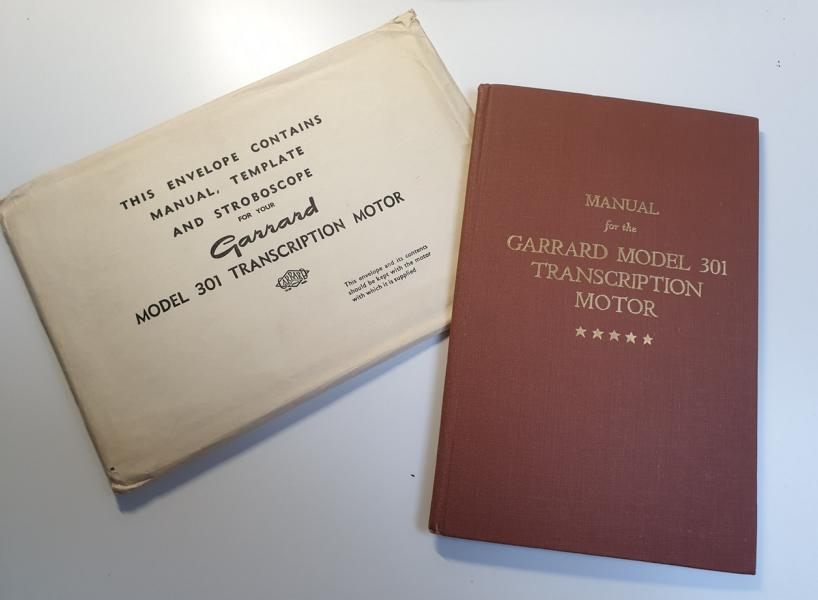 THIS ENVELOPE CONTAINS
MANUAL, TEMPLATE
AND STROBOSCOPE
FOR YOUR
Garrard
MODEL 301 TRANSCRIPTION MOTOR
GARRARD
This envelope and its contents
should be kept with the motor
with which it is supplied
MANUAL
for the
GARRARD MODEL 301
TRANSCRIPTION
MOTOR